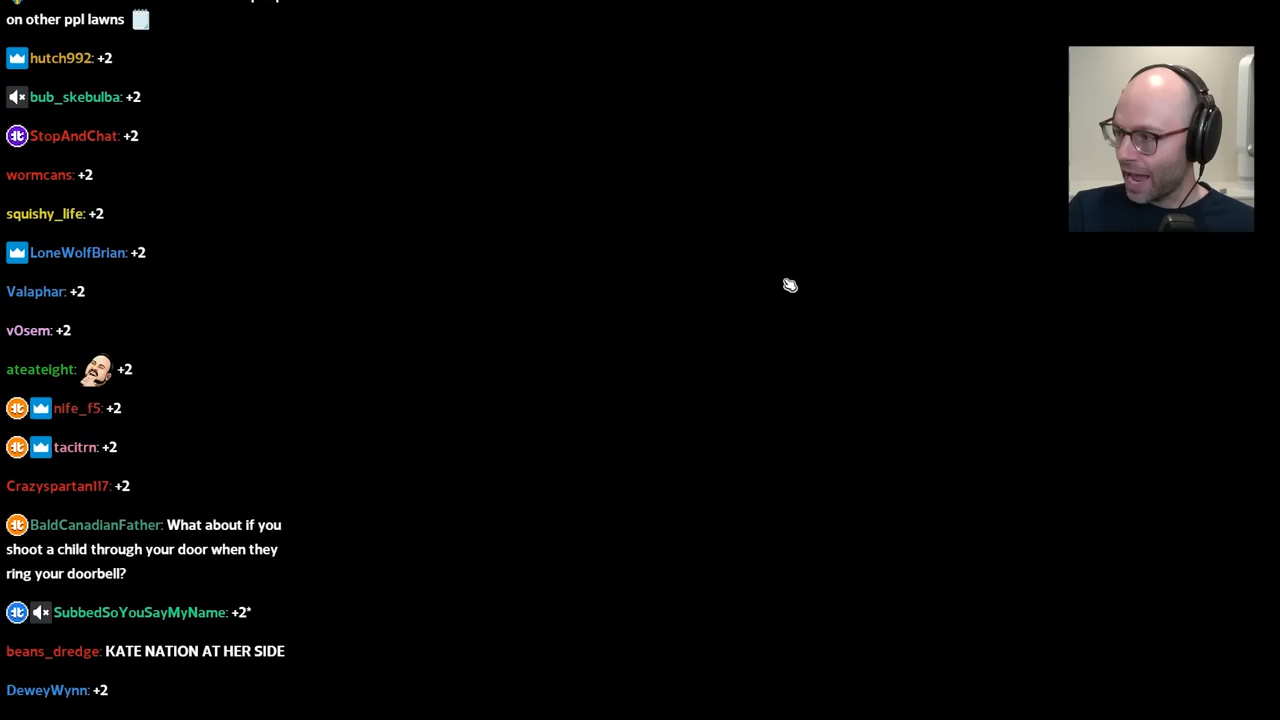 on other ppl lawns
hutch992: +2
bub_skebulba: +2
StopAndChat: +2
wormcans: +2
squishy_life: +2
LoneWolfBrian: +2
Valaphar: +2
v0sem: +2
ateateight: +2
nife_f5: +2
tacitrn: +2
Crazyspartan117: +2
BaldCanadianFather: What about if you
shoot a child through your door when they
ring your doorbell?
SubbedSoYouSayMyName: +2*
beans_dredge: KATE NATION AT HER SIDE
DeweyWynn: +2